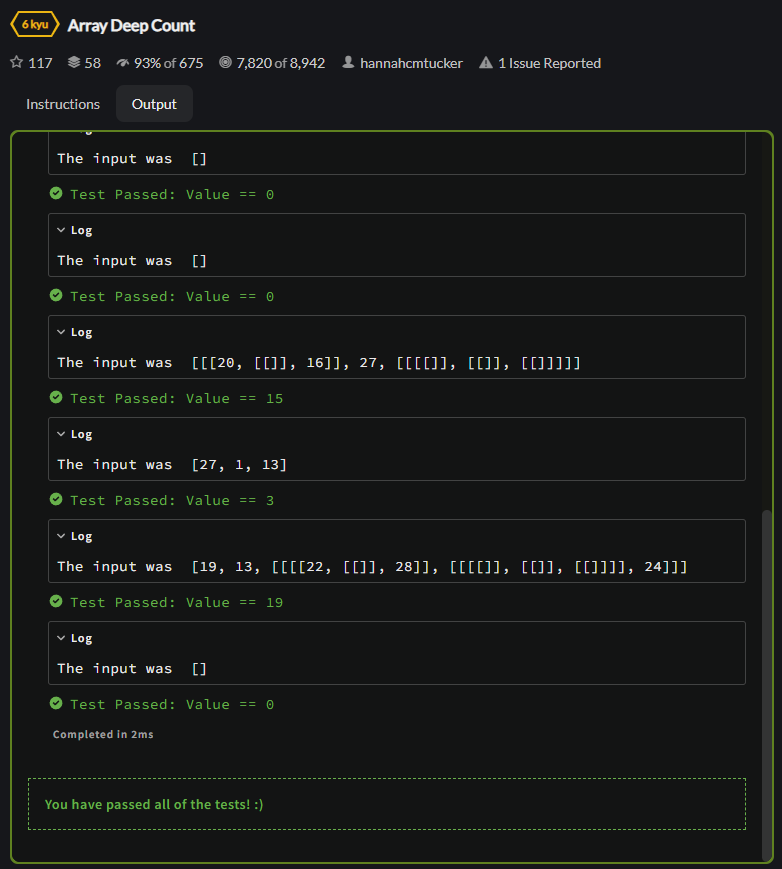 6 kyu Array Deep Count
117 58 93% of 675 7,820 of 8,942 hannahcmtucker 1 Issue Reported
Instructions Output
The input was  []
Test Passed: Value == 0
Log
The input was  []
Test Passed: Value == 0
Log
The input was  [[[20, [[]], 16]], 27, [[[[]], [[]], [[]]]]]
Test Passed: Value == 15
Log
The input was  [27, 1, 13]
Test Passed: Value == 3
Log
The input was  [19, 13, [[[[22, [[]], 28]], [[[[]], [[]], [[]]]], 24]]]
Test Passed: Value == 19
Log
The input was  []
Test Passed: Value == 0
Completed in 2ms
You have passed all of the tests! :)